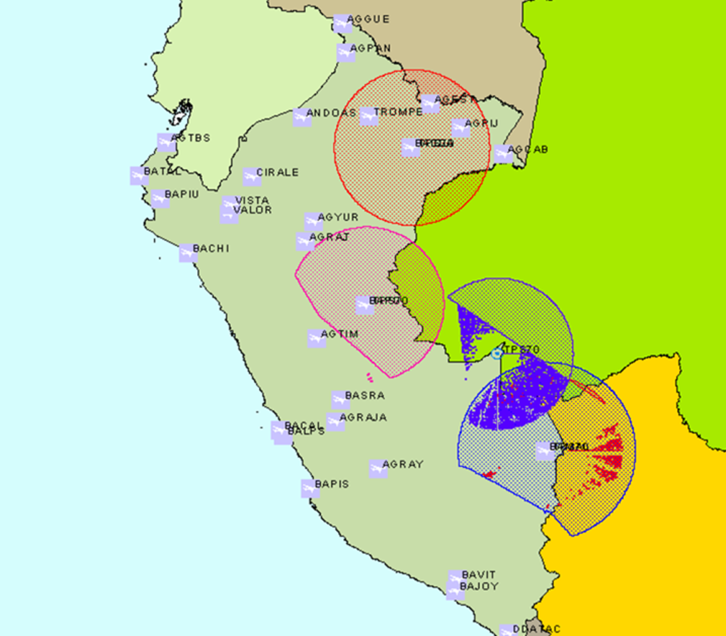 AGGUE
AGPAN
AGEST
ANDOAS
TROMPE
AGPIJ
AGTBS
AGCAB
BATAL
CIRALE
BAPIU
VISTA
VALOR
AGYUR
AGRAJ
BACHI
AGTIM
TPS70
BASRA
AGRAJA
BACAL
BALPS
AGRAY
BAPIS
BAVIT
BAJOY
DDATAC